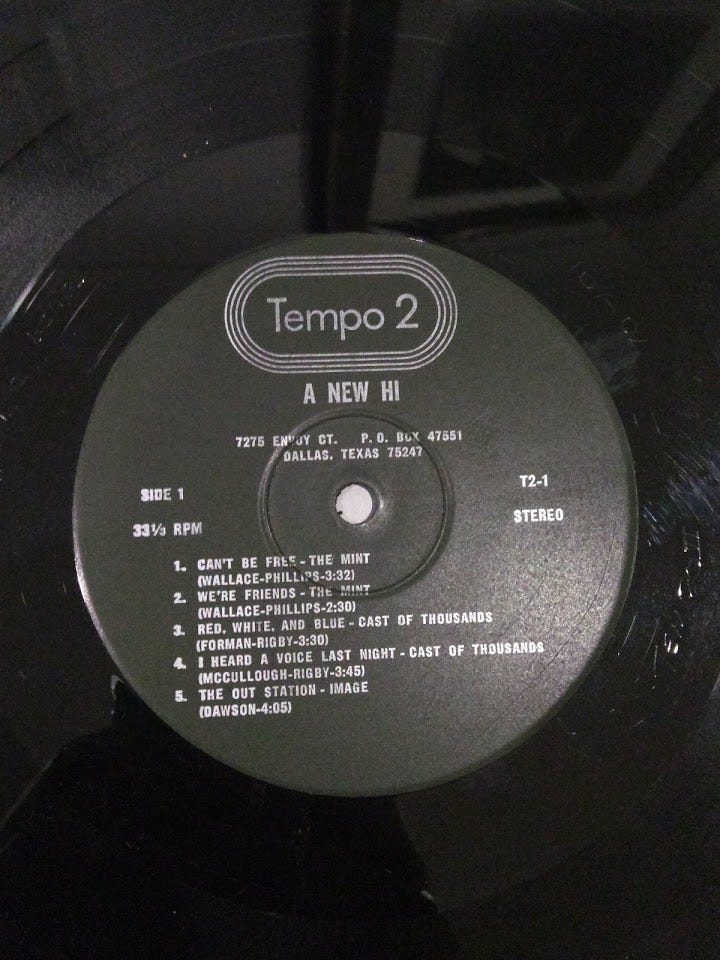 Tempo 2
A NEW HI
7275 ENVOY CT. P. O. BOX 47551
DALLAS, TEXAS 75247
SIDE 1
T2-1
33⅓ RPM
STEREO
1. CAN'T BE FREE - THE MINT
(WALLACE-PHILLIPS-3:32)
2. WE'RE FRIENDS - THE MINT
(WALLACE-PHILLIPS-2:30)
3. RED, WHITE, AND BLUE - CAST OF THOUSANDS
(FORMAN-RIGBY-3:30)
4. I HEARD A VOICE LAST NIGHT - CAST OF THOUSANDS
(MCCULLOUGH-RIGBY-3:45)
5. THE OUT STATION - IMAGE
(DAWSON-4:05)